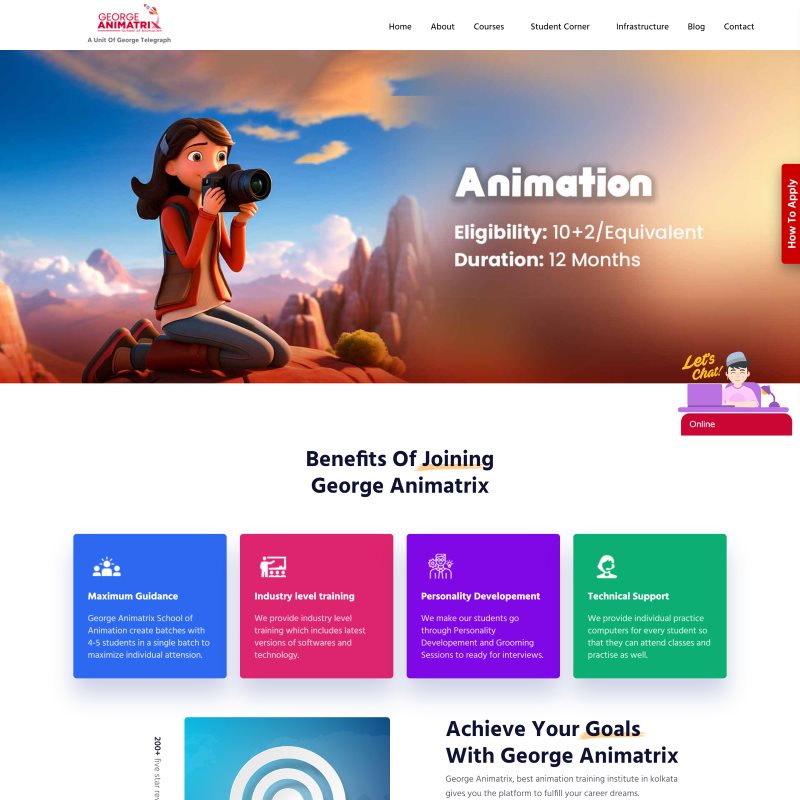 GEORGE
ANIMATRIX
A Unit Of George Telegraph
Home About Courses Student Corner Infrastructure Blog Contact
Animation
Eligibility: 10+2/Equivalent
Duration: 12 Months
How To Apply
Let's
Chat!
Online
Benefits Of Joining
George Animatrix
Maximum Guidance
George Animatrix School of
Animation create batches with
4-5 students in a single batch to
maximize individual attension.
Industry level training
We provide industry level
training which includes latest
versions of softwares and
technology.
Personality Developement
We make our students go
through Personality
Developement and Grooming
Sessions to ready for interviews.
Technical Support
We provide individual practice
computers for every student so
that they can attend classes and
practise as well.
200+ five star rev
Achieve Your Goals
With George Animatrix
George Animatrix, best animation training institute in kolkata
gives you the platform to fulfill your career dreams.